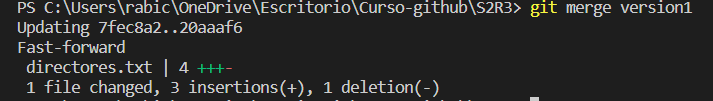 PS C:\Users\rabic\OneDrive\Escritorio\Curso-github\S2R3> git merge version1
Updating 7fec8a2..20aaaf6
Fast-forward
 directores.txt | 4 +++-
 1 file changed, 3 insertions(+), 1 deletion(-)